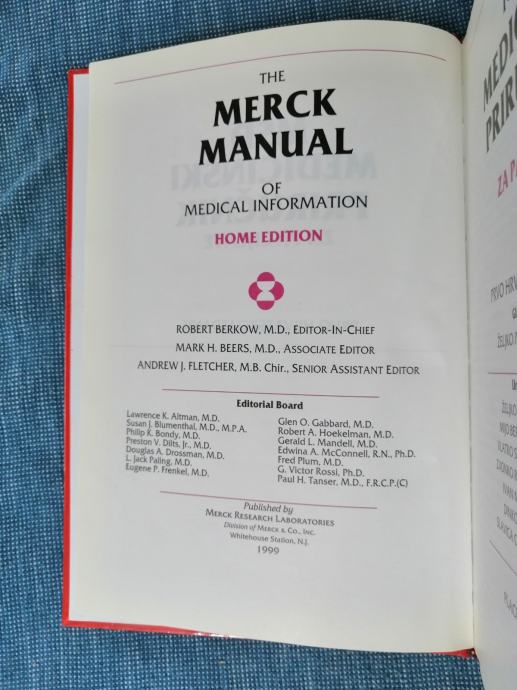 THE
MERCK
MANUAL
OF
MEDICAL INFORMATION
HOME EDITION
ROBERT BERKOW, M.D., EDITOR-IN-CHIEF
MARK H. BEERS, M.D., ASSOCIATE EDITOR
ANDREW J. FLETCHER, M.B. Chir., SENIOR ASSISTANT EDITOR
Editorial Board
Lawrence K. Altman, M.D.
Susan J. Blumenthal, M.D., M.P.A.
Philip K. Bondy, M.D.
Preston V. Dilts, Jr., M.D.
Douglas A. Drossman, M.D.
L. Jack Paling, M.D.
Eugene P. Frenkel, M.D.
Glen O. Gabbard, M.D.
Robert A. Hoekelman, M.D.
Gerald L. Mandell, M.D.
Edwina A. McConnell, R.N., Ph.D.
Fred Plum, M.D.
G. Victor Rossi, Ph.D.
Paul H. Tanser, M.D., F.R.C.P.(C)
Published by
MERCK RESEARCH LABORATORIES
Division of MERCK & CO., INC.
Whitehouse Station, N.J.
1999
PRVO
ŽELJKO